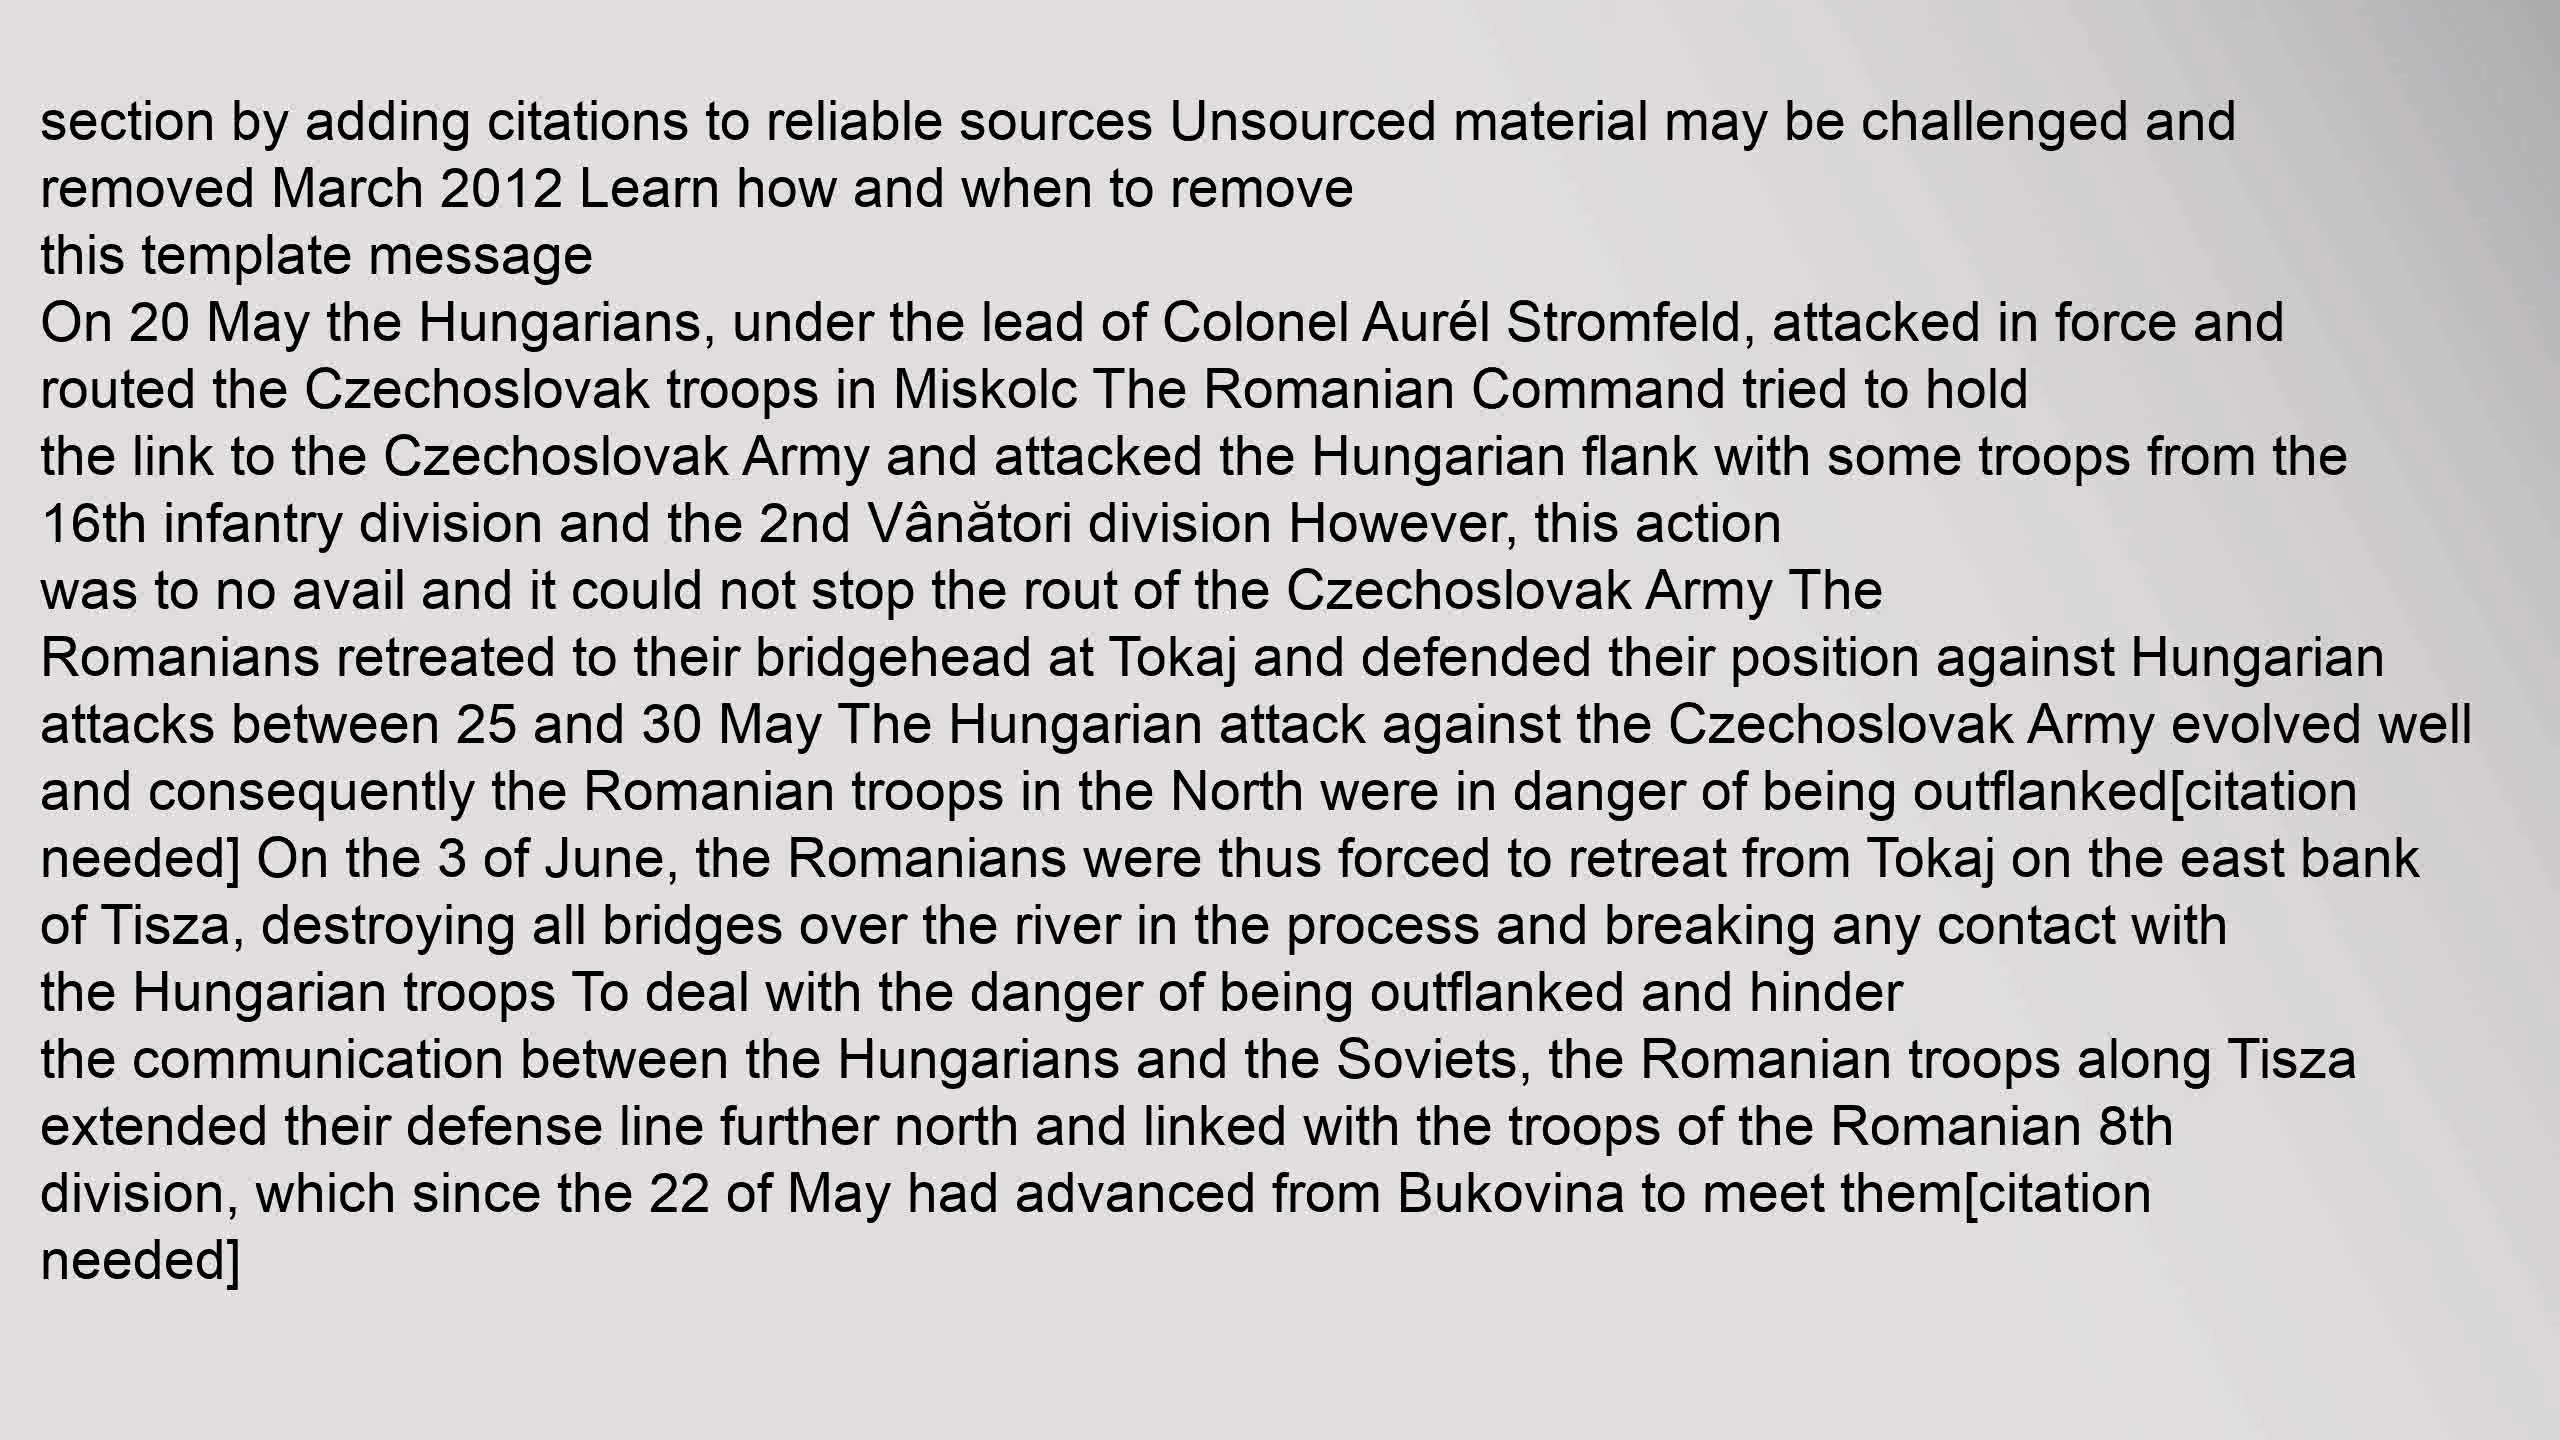 section by adding citations to reliable sources Unsourced material may be challenged and
removed March 2012 Learn how and when to remove
this template message
On 20 May the Hungarians, under the lead of Colonel Aurél Stromfeld, attacked in force and
routed the Czechoslovak troops in Miskolc The Romanian Command tried to hold
the link to the Czechoslovak Army and attacked the Hungarian flank with some troops from the
16th infantry division and the 2nd Vânători division However, this action
was to no avail and it could not stop the rout of the Czechoslovak Army The
Romanians retreated to their bridgehead at Tokaj and defended their position against Hungarian
attacks between 25 and 30 May The Hungarian attack against the Czechoslovak Army evolved well
and consequently the Romanian troops in the North were in danger of being outflanked[citation
needed] On the 3 of June, the Romanians were thus forced to retreat from Tokaj on the east bank
of Tisza, destroying all bridges over the river in the process and breaking any contact with
the Hungarian troops To deal with the danger of being outflanked and hinder
the communication between the Hungarians and the Soviets, the Romanian troops along Tisza
extended their defense line further north and linked with the troops of the Romanian 8th
division, which since the 22 of May had advanced from Bukovina to meet them[citation
needed]